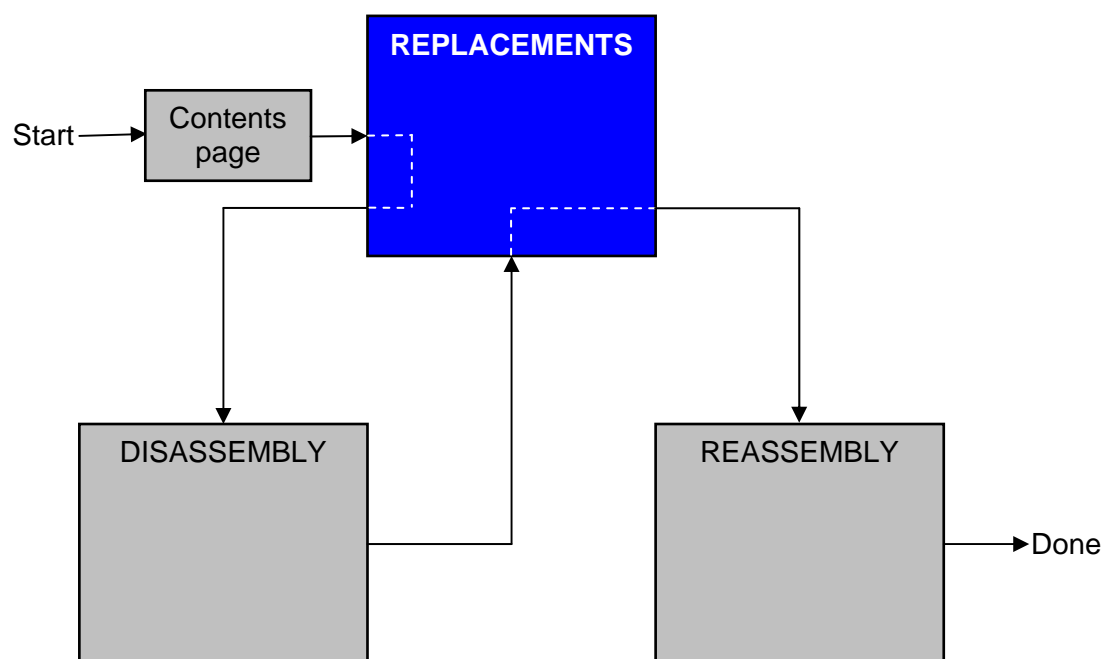 REPLACEMENTS
Start
Contents
page
DISASSEMBLY
REASSEMBLY
Done